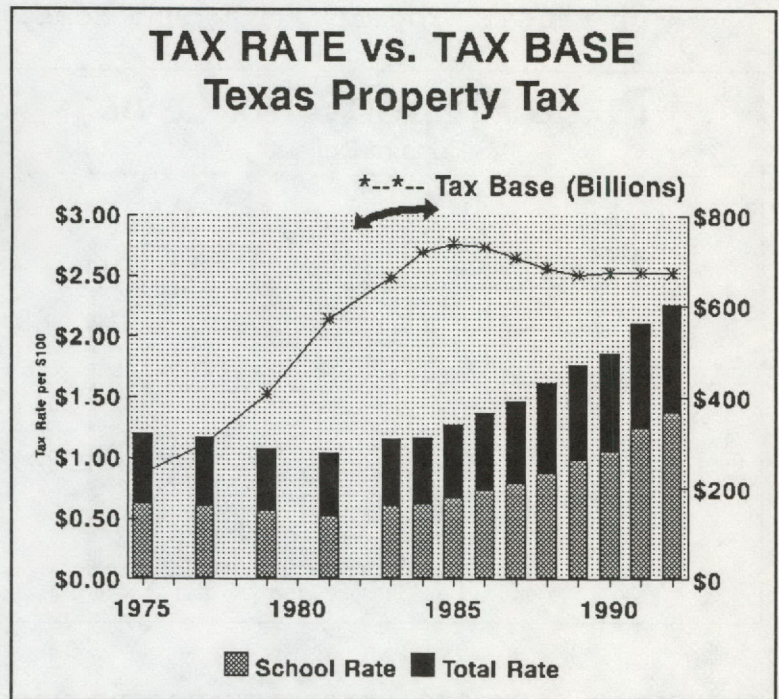 TAX RATE vs. TAX BASE
Texas Property Tax
*--*-- Tax Base (Billions)
$3.00
$2.50
$2.00
$1.50
$1.00
$0.50
$0.00
Tax Rate per $100
$800
$600
$400
$200
$0
1975 1980 1985 1990
School Rate Total Rate